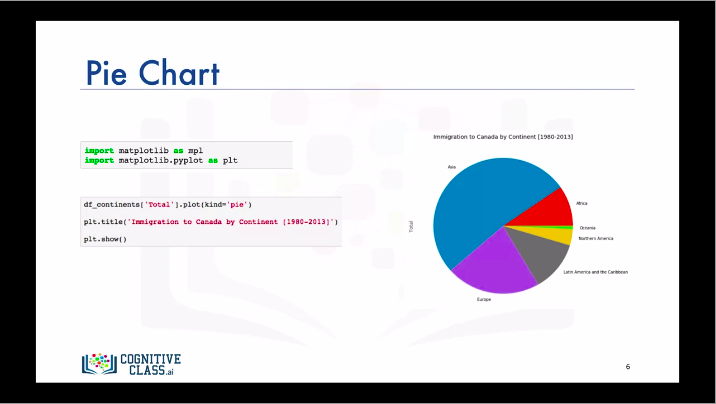 Pie Chart
import matplotlib as mpl
import matplotlib.pyplot as plt
df_continents['Total'].plot(kind='pie')
plt.title('Immigration to Canada by Continent [1980-2013]')
plt.show()
Immigration to Canada by Continent [1980-2013]
Asia
Africa
Oceania
Northern America
Latin America and the Caribbean
Europe
Total
COGNITIVE
CLASS.ai
6